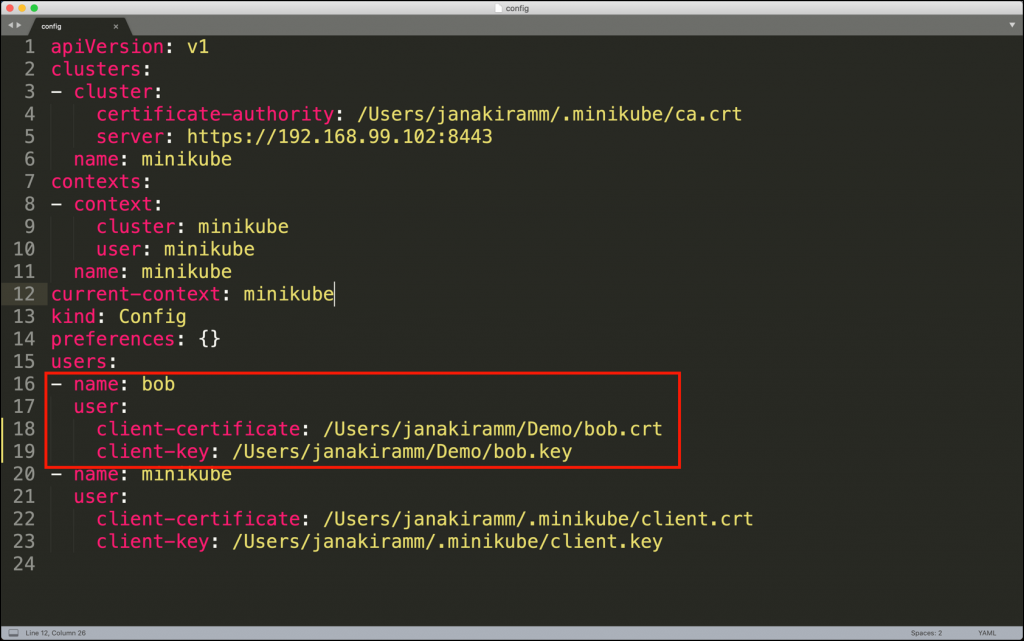 config
config ×
1 apiVersion: v1
2 clusters:
3 - cluster:
4     certificate-authority: /Users/janakiramm/.minikube/ca.crt
5     server: https://192.168.99.102:8443
6   name: minikube
7 contexts:
8 - context:
9     cluster: minikube
10     user: minikube
11   name: minikube
12 current-context: minikube
13 kind: Config
14 preferences: {}
15 users:
16 - name: bob
17   user:
18     client-certificate: /Users/janakiramm/Demo/bob.crt
19     client-key: /Users/janakiramm/Demo/bob.key
20 - name: minikube
21   user:
22     client-certificate: /Users/janakiramm/.minikube/client.crt
23     client-key: /Users/janakiramm/.minikube/client.key
24
Line 12, Column 26 Spaces: 2 YAML